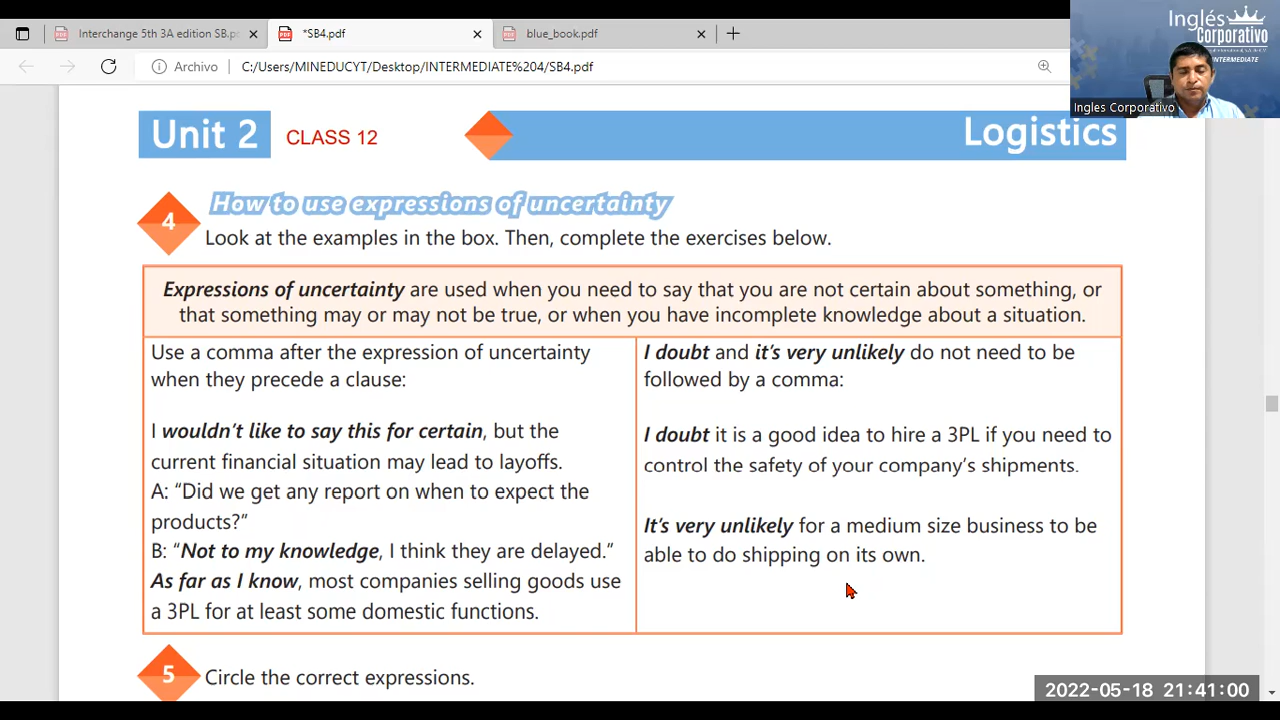 Interchange 5th 3A edition SB.p
*SB4.pdf
blue_book.pdf
Archivo
C:/Users/MINEDUCYT/Desktop/INTERMEDIATE%204/SB4.pdf
Inglés
Corporativo
INTERMEDIATE
Ingles Corporativo
Unit 2
CLASS 12
Logistics
4
How to use expressions of uncertainty
Look at the examples in the box. Then, complete the exercises below.
Expressions of uncertainty are used when you need to say that you are not certain about something, or
that something may or may not be true, or when you have incomplete knowledge about a situation.
Use a comma after the expression of uncertainty
when they precede a clause:
I wouldn't like to say this for certain, but the
current financial situation may lead to layoffs.
A: “Did we get any report on when to expect the
products?”
B: “Not to my knowledge, I think they are delayed.”
As far as I know, most companies selling goods use
a 3PL for at least some domestic functions.
I doubt and it's very unlikely do not need to be
followed by a comma:
I doubt it is a good idea to hire a 3PL if you need to
control the safety of your company's shipments.
It's very unlikely for a medium size business to be
able to do shipping on its own.
5
Circle the correct expressions.
2022-05-18 21:41:00